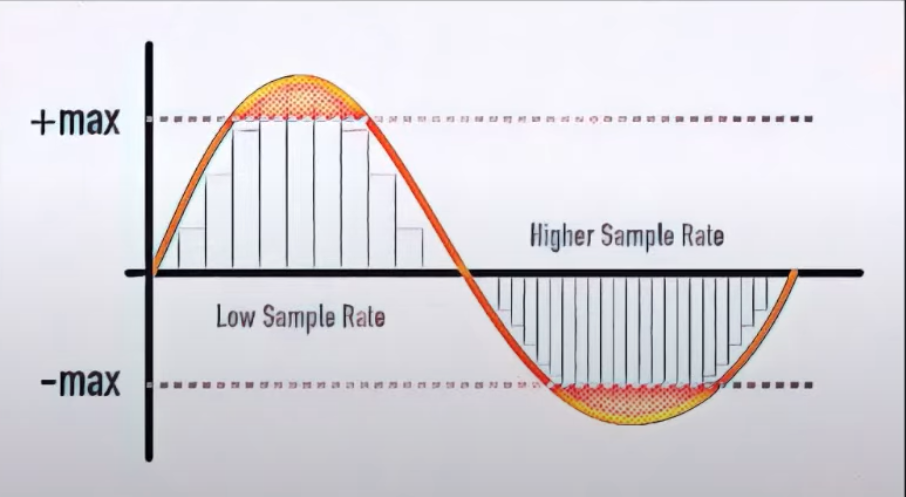 +max
Higher Sample Rate
Low Sample Rate
-max